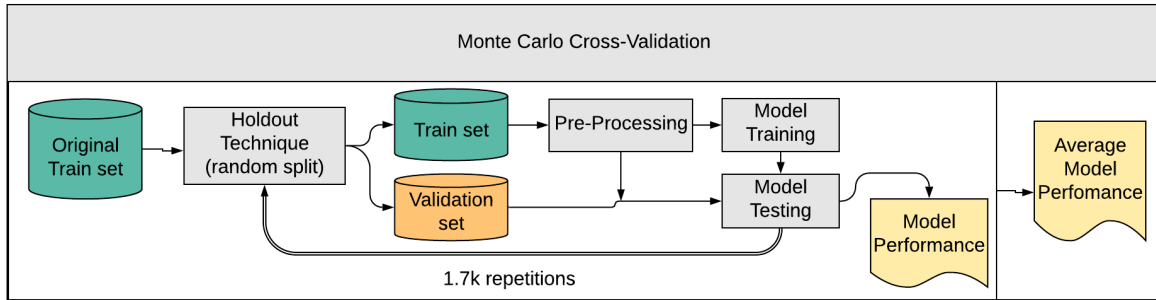 Monte Carlo Cross-Validation
Original
Train set
Holdout
Technique
(random split)
Train set
Validation
set
Pre-Processing
Model
Training
Model
Testing
Model
Performance
1.7k repetitions
Average
Model
Perfomance